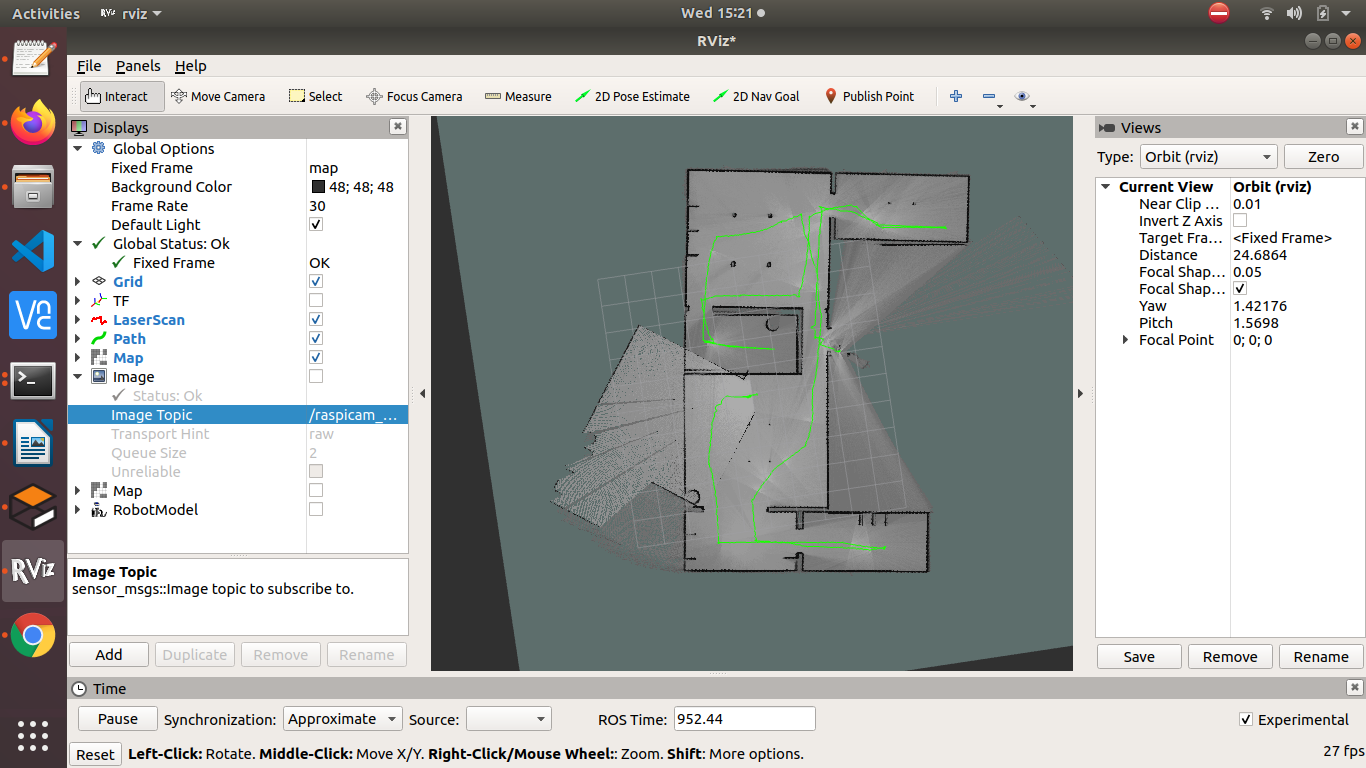 Activities
RViz rviz
Wed 15:21
RViz*
File Panels Help
Interact Move Camera Select Focus Camera Measure 2D Pose Estimate 2D Nav Goal Publish Point
Displays
Global Options
Fixed Frame map
Background Color 48; 48; 48
Frame Rate 30
Default Light
Global Status: Ok
Fixed Frame OK
Grid
TF
LaserScan
Path
Map
Image
Status: Ok
Image Topic /raspicam_...
Transport Hint raw
Queue Size 2
Unreliable
Map
RobotModel
Image Topic
sensor_msgs::Image topic to subscribe to.
Add Duplicate Remove Rename
Views
Type: Orbit (rviz) Zero
Current View Orbit (rviz)
Near Clip ... 0.01
Invert Z Axis
Target Fra... <Fixed Frame>
Distance 24.6864
Focal Shap... 0.05
Focal Shap...
Yaw 1.42176
Pitch 1.5698
Focal Point 0; 0; 0
Save Remove Rename
Time
Pause Synchronization: Approximate Source: ROS Time: 952.44 Experimental
Reset Left-Click: Rotate. Middle-Click: Move X/Y. Right-Click/Mouse Wheel:: Zoom. Shift: More options. 27 fps
RViz